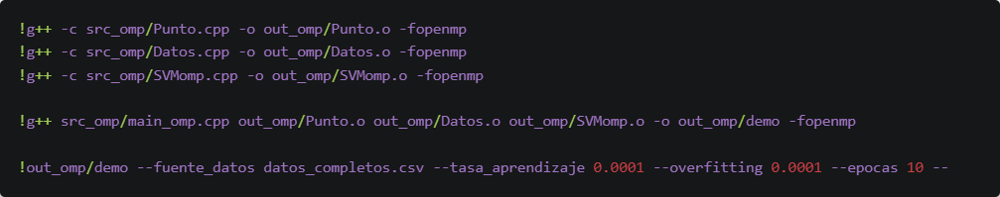 !g++ -c src_omp/Punto.cpp -o out_omp/Punto.o -fopenmp
!g++ -c src_omp/Datos.cpp -o out_omp/Datos.o -fopenmp
!g++ -c src_omp/SVMomp.cpp -o out_omp/SVMomp.o -fopenmp
!g++ src_omp/main_omp.cpp out_omp/Punto.o out_omp/Datos.o out_omp/SVMomp.o -o out_omp/demo -fopenmp
!out_omp/demo --fuente_datos datos_completos.csv --tasa_aprendizaje 0.0001 --overfitting 0.0001 --epocas 10 --